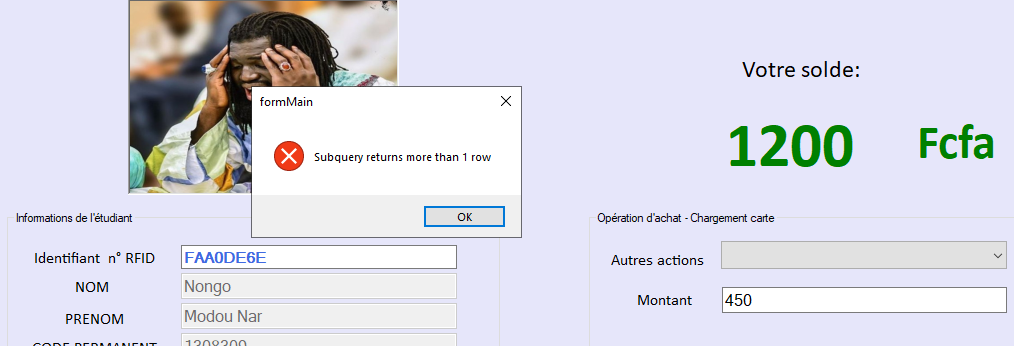 Votre solde:
formMain
1200 Fcfa
Subquery returns more than 1 row
OK
Informations de l'étudiant
Opération d'achat - Chargement carte
Identifiant n° RFID FAA0DE6E
Autres actions
NOM Nongo
Montant 450
PRENOM Modou Nar
CODE PERMANENT 1308309